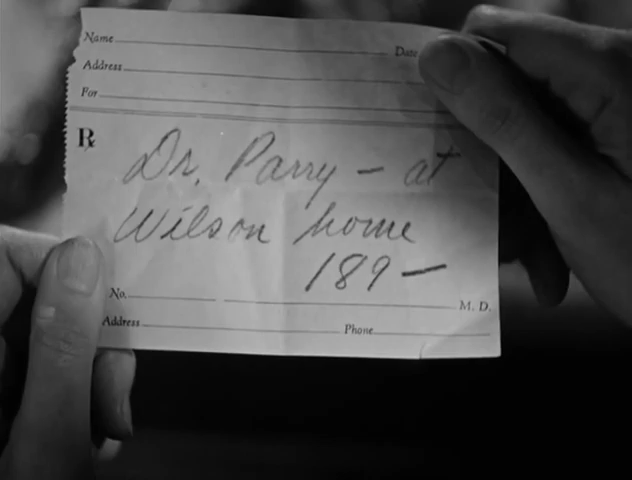 Name
Date
Address
For
℞
Dr. Parry – at
Wilson home
189 –
No. M. D.
Address Phone